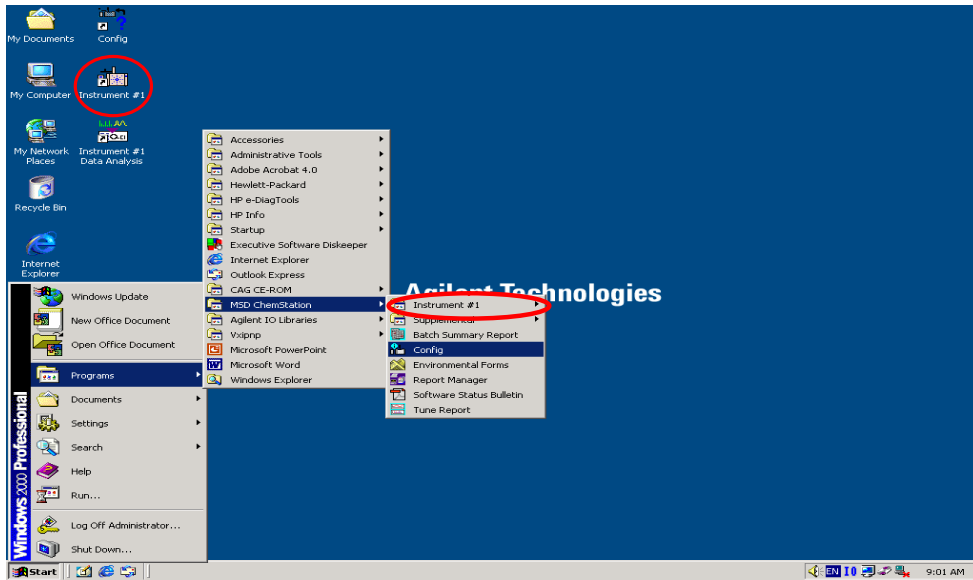 My Documents
Config
My Computer
Instrument #1
My Network
Places
Instrument #1
Data Analysis
Recycle Bin
Internet
Explorer
Agilent Technologies
Windows 2000 Professional
Windows Update
New Office Document
Open Office Document
Programs
Documents
Settings
Search
Help
Run...
Log Off Administrator...
Shut Down...
Accessories
Administrative Tools
Adobe Acrobat 4.0
Hewlett-Packard
HP e-DiagTools
HP Info
Startup
Executive Software Diskeeper
Internet Explorer
Outlook Express
CAG CE-ROM
MSD ChemStation
Agilent IO Libraries
Vxipnp
Microsoft PowerPoint
Microsoft Word
Windows Explorer
Instrument #1
Supplemental
Batch Summary Report
Config
Environmental Forms
Report Manager
Software Status Bulletin
Tune Report
Start
EN
IO
9:01 AM